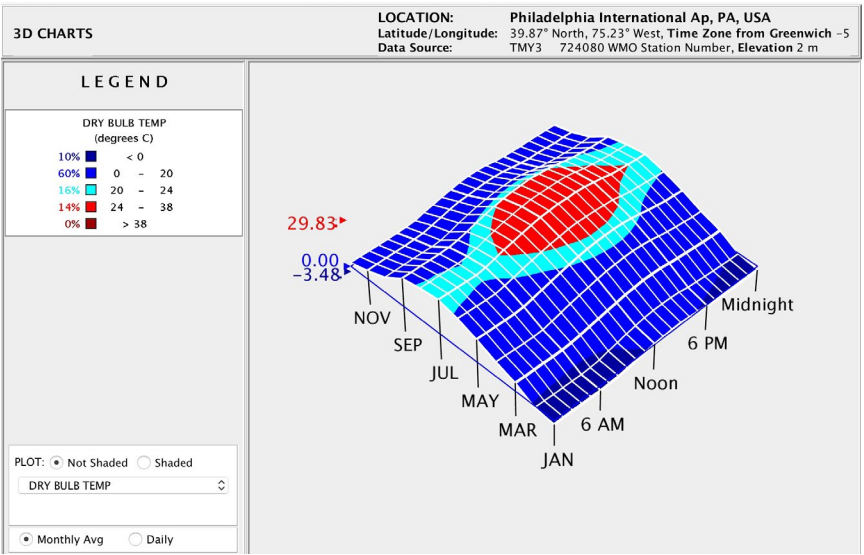 3D CHARTS
LOCATION: Philadelphia International Ap, PA, USA
Latitude/Longitude: 39.87° North, 75.23° West, Time Zone from Greenwich -5
Data Source: TMY3 724080 WMO Station Number, Elevation 2 m
LEGEND
DRY BULB TEMP
(degrees C)
10% < 0
60% 0 - 20
16% 20 - 24
14% 24 - 38
0% > 38
PLOT: Not Shaded Shaded
DRY BULB TEMP
Monthly Avg Daily
29.83
0.00
-3.48
NOV
SEP
JUL
MAY
MAR
JAN
6 AM
Noon
6 PM
Midnight